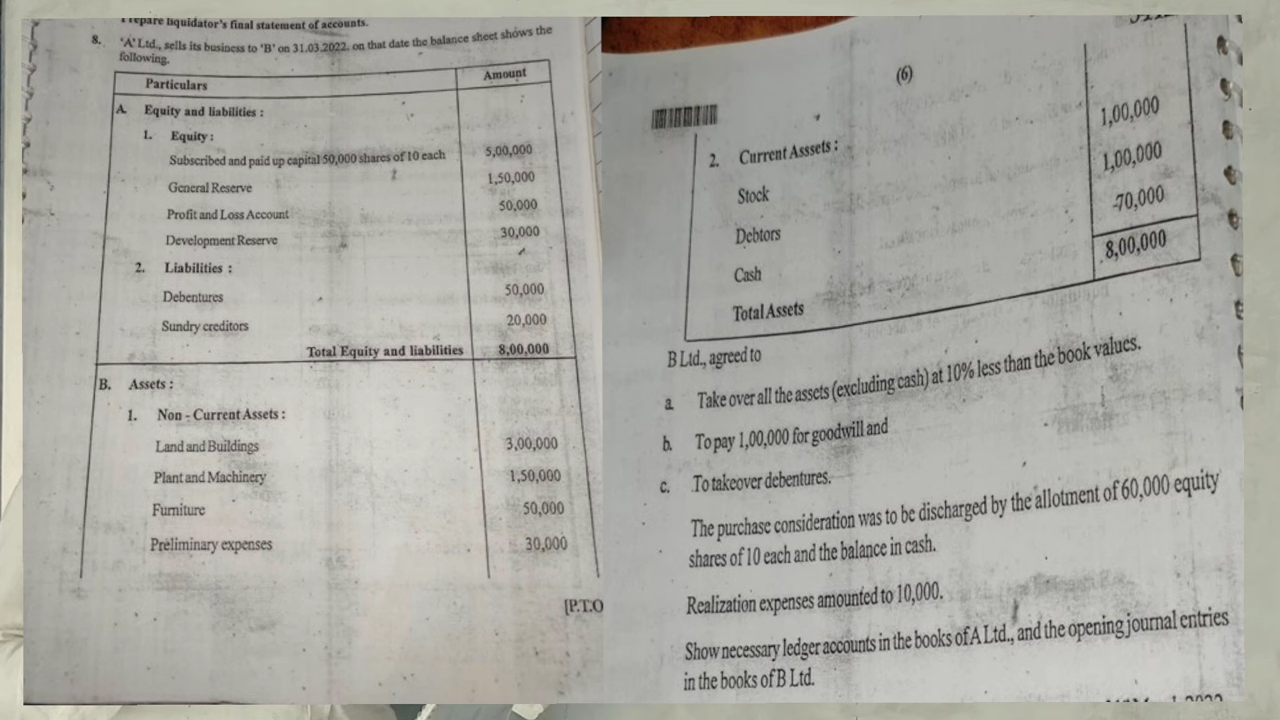 Prepare liquidator's final statement of accounts.
8. 'A' Ltd., sells its business to 'B' on 31.03.2022. on that date the balance sheet shows the
following.
Particulars Amount
A. Equity and liabilities :
1. Equity :
Subscribed and paid up capital 50,000 shares of 10 each 5,00,000
General Reserve 1,50,000
Profit and Loss Account 50,000
Development Reserve 30,000
2. Liabilities :
Debentures 50,000
Sundry creditors 20,000
Total Equity and liabilities 8,00,000
B. Assets :
1. Non - Current Assets :
Land and Buildings 3,00,000
Plant and Machinery 1,50,000
Furniture 50,000
Preliminary expenses 30,000
[P.T.O
(6)
2. Current Asssets :
Stock 1,00,000
Debtors 1,00,000
Cash 70,000
Total Assets 8,00,000
B Ltd., agreed to
a. Take over all the assets (excluding cash) at 10% less than the book values.
b. To pay 1,00,000 for goodwill and
c. To takeover debentures.
The purchase consideration was to be discharged by the allotment of 60,000 equity
shares of 10 each and the balance in cash.
Realization expenses amounted to 10,000.
Show necessary ledger accounts in the books of A Ltd., and the opening journal entries
in the books of B Ltd.